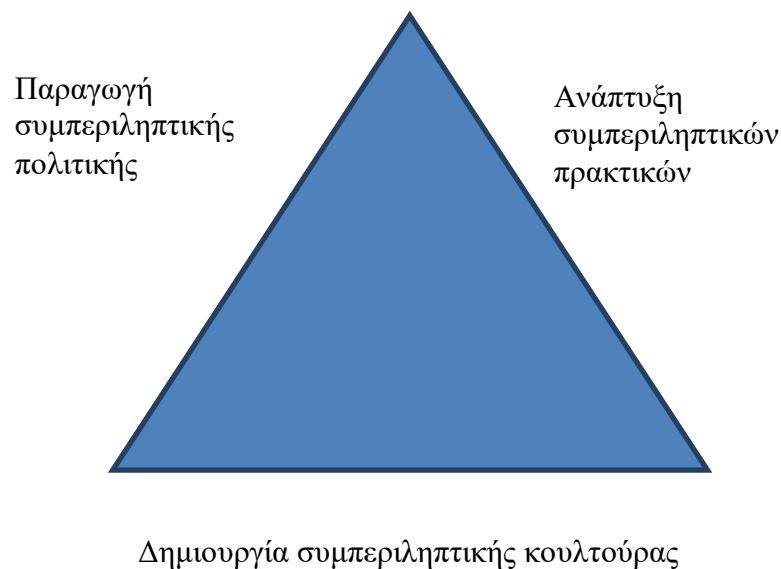 Παραγωγή
συμπεριληπτικής
πολιτικής
Ανάπτυξη
συμπεριληπτικών
πρακτικών
Δημιουργία συμπεριληπτικής κουλτούρας